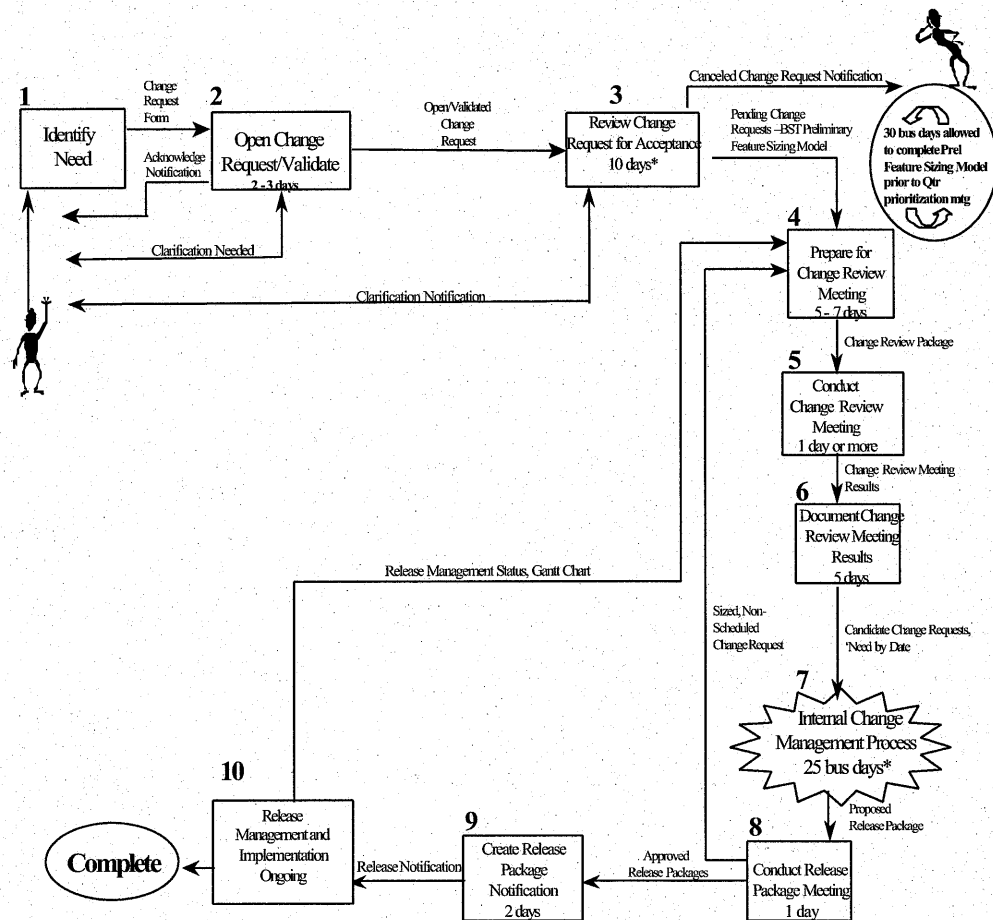 1
Identify
Need
Change
Request
Form
Acknowledge
Notification
2
Open Change
Request/Validate
2 - 3 days
Open/Validated
Change
Request
Clarification Needed
Clarification Notification
3
Review Change
Request for Acceptance
10 days*
Canceled Change Request Notification
Pending Change
Requests –BST Preliminary
Feature Sizing Model
30 bus days allowed
to complete Prel
Feature Sizing Model
prior to Qtr
prioritization mtg
4
Prepare for
Change Review
Meeting
5 - 7 days
Change Review Package
5
Conduct
Change Review
Meeting
1 day or more
Change Review Meeting
Results
6
Document Change
Review Meeting
Results
5 days
Release Management Status, Gantt Chart
Sized, Non-
Scheduled
Change Request
Candidate Change Requests,
'Need by Date
7
Internal Change
Management Process
25 bus days*
Proposed
Release Package
8
Conduct Release
Package Meeting
1 day
Approved
Release Packages
9
Create Release
Package
Notification
2 days
Release Notification
10
Release
Management and
Implementation
Ongoing
Complete